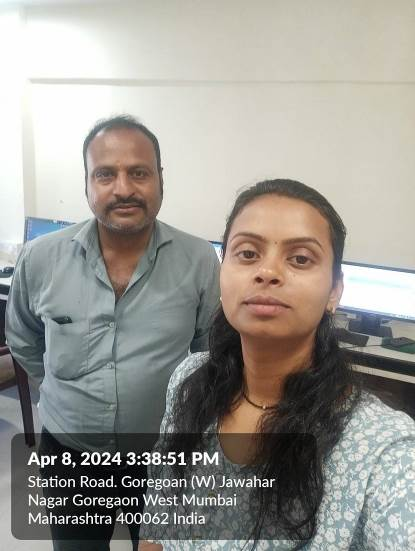 Apr 8, 2024 3:38:51 PM
Station Road. Goregoan (W) Jawahar
Nagar Goregaon West Mumbai
Maharashtra 400062 India